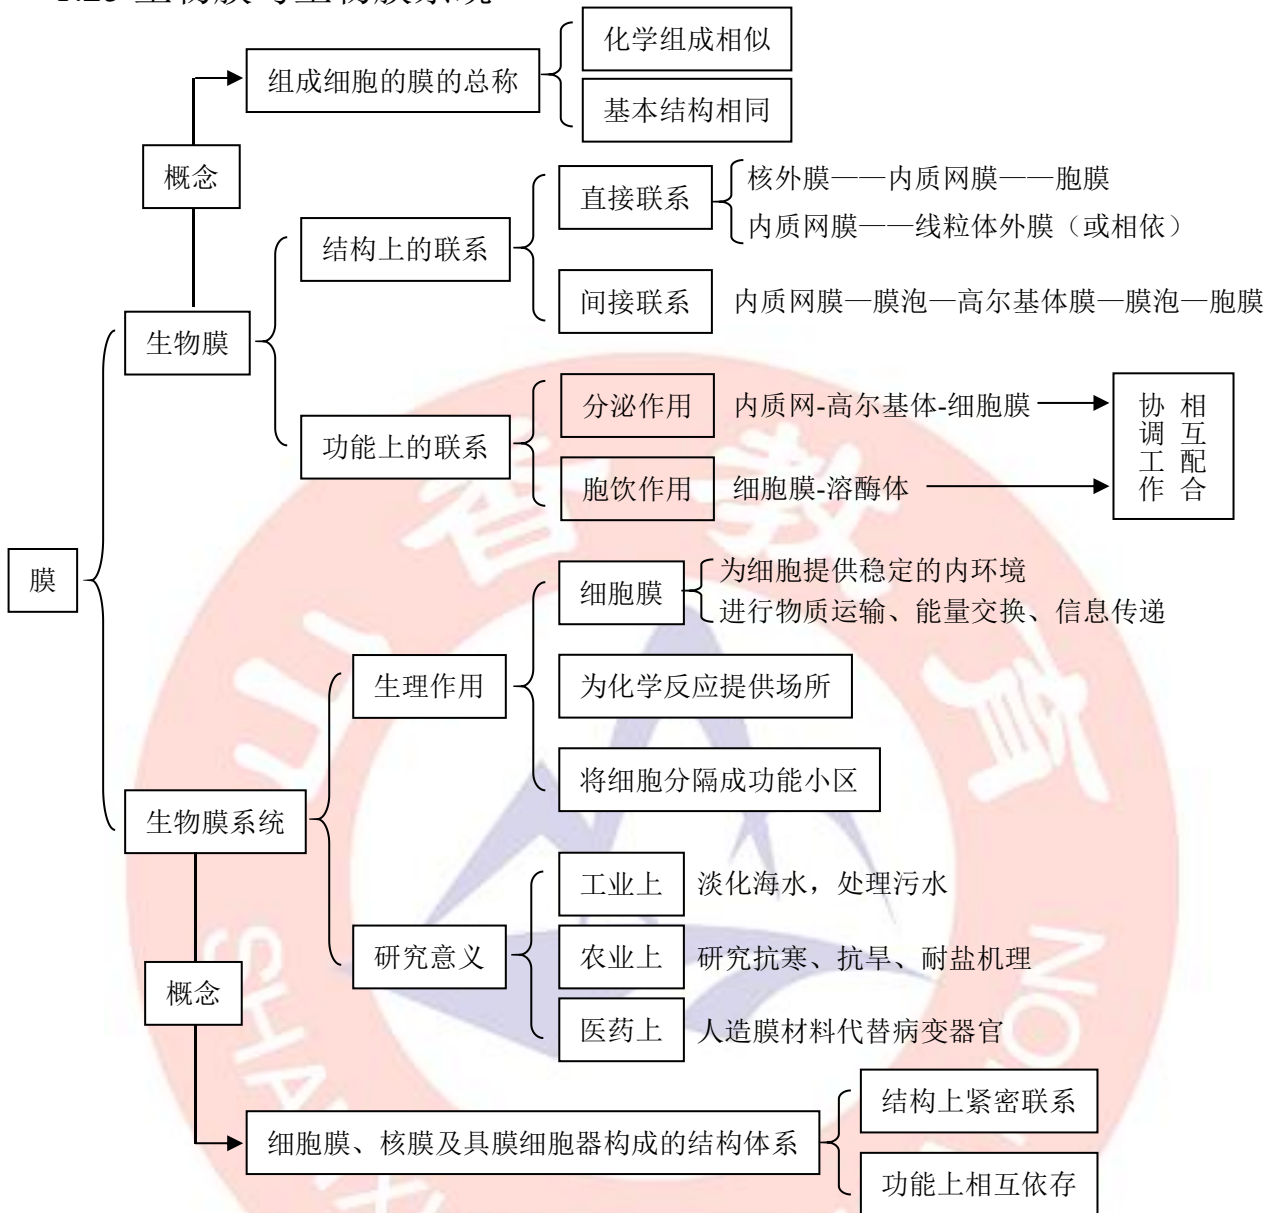 生物膜与生物膜系统
组成细胞的膜的总称
化学组成相似
基本结构相同
概念
生物膜
结构上的联系
直接联系
核外膜——内质网膜——胞膜
内质网膜——线粒体外膜（或相依）
间接联系
内质网膜—膜泡—高尔基体膜—膜泡—胞膜
功能上的联系
分泌作用
内质网-高尔基体-细胞膜
胞饮作用
细胞膜-溶酶体
相互配合
协调工作
膜
生物膜系统
生理作用
细胞膜
为细胞提供稳定的内环境
进行物质运输、能量交换、信息传递
为化学反应提供场所
将细胞分隔成功能小区
研究意义
工业上
淡化海水，处理污水
农业上
研究抗寒、抗旱、耐盐机理
医药上
人造膜材料代替病变器官
概念
细胞膜、核膜及具膜细胞器构成的结构体系
结构上紧密联系
功能上相互依存
山香教育